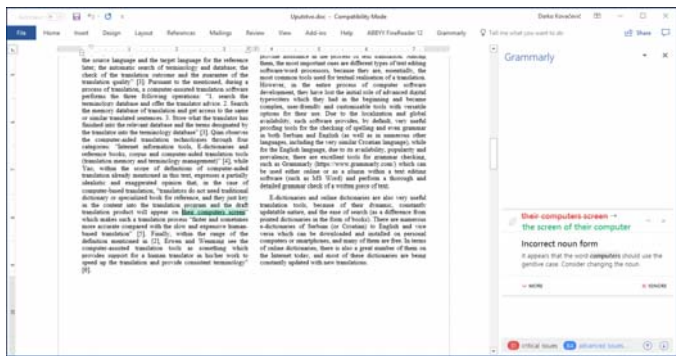 Uputstvo.doc - Compatibility Mode
Darko Kovačević
File Home Insert Design Layout References Mailings Review View Add-ins Help ABBYY FineReader 12 Grammarly Tell me what you want to do Share
the source language and the target language for the reference
later; the automatic search of terminology and database; the
check of the translation outcome and the guarantee of the
translation quality" [3]. Pursuant to the mentioned, during a
process of translation, a computer-assisted translation software
performs the three following operations: "1. search the
terminology database and offer the translator advice. 2. Search
the memory database of translation and get access to the same
or similar translated sentences. 3. Store what the translator has
finished into the relevant database and the terms designated by
the translator into the terminology database" [3]. Qian observes
the computer-aided translation technologies through four
categories: "Internet information tools, E-dictionaries and
reference books, corpus and computer-aided translation tools
(translation memory and terminology management)" [4], while
Yao, within the scope of definitions of computer-aided
translation already mentioned in this text, expresses a partially
idealistic and exaggerated opinion that, in the case of
computer-based translation, "translators do not need traditional
dictionary or specialized book for reference, and they just key
in the content into the translation program and the draft
translation product will appear on their computers screen"
which makes such a translation process "faster and sometimes
more accurate compared with the slow and expensive human-
based translation" [5]. Finally, within the range of the
definition mentioned in [2], Erwen and Wenming see the
computer-assisted translation tools as something which
provides support for a human translator in his/her work to
speed up the translation and provide consistent terminology"
[6].
provide assistance in the process of text translation. Among
them, the most important ones are different types of text editing
software-word processors, because they are, essentially, the
most common tools used for textual realisation of a translation.
However, in the entire process of computer software
development, they have lost the initial role of advanced digital
typewriters which they had in the beginning and became
complex, user-friendly and customisable tools with versatile
options for their use. Due to the localization and global
availability, such software provides, by default, very useful
proofing tools for the checking of spelling and even grammar
in both Serbian and English (as well as in numerous other
languages, including the very similar Croatian language), while
for the English language, due to its availability, popularity and
prevalence, there are excellent tools for grammar checking,
such as Grammarly (https://www.grammarly.com/) which can
be used either online or as a plugin within a text editing
software (such as MS Word) and perform a thorough and
detailed grammar check of a written piece of text.
E-dictionaries and online dictionaries are also very useful
translation tools, because of their dynamics, constantly
updatable nature, and the ease of search (as a difference from
printed dictionaries in the form of books). There are numerous
e-dictionaries of Serbian (or Croatian) to English and vice
versa which can be downloaded and installed on personal
computers or smartphones, and many of them are free. In terms
of online dictionaries, there is also a great number of them on
the Internet today, and most of these dictionaries are being
constantly updated with new translations.
Grammarly
their computers screen →
the screen of their computer
Incorrect noun form
It appears that the word computers should use the
genitive case. Consider changing the noun.
MORE
IGNORE
critical issues
advanced issues...